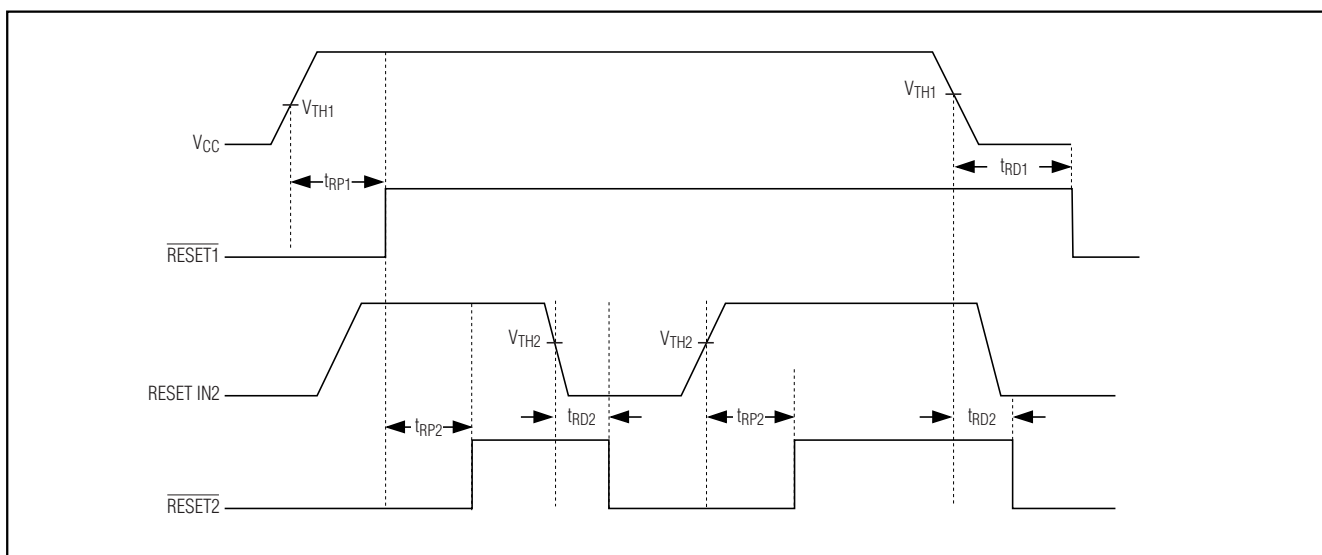 VTH1
VTH1
VCC
tRP1
tRD1
RESET1
VTH2
VTH2
RESET IN2
tRP2
tRD2
tRP2
tRD2
RESET2